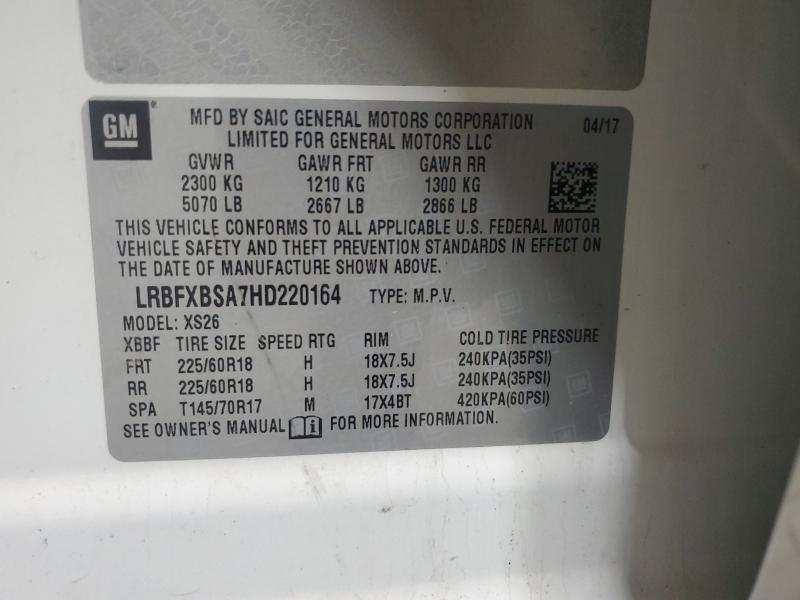 GM
MFD BY SAIC GENERAL MOTORS CORPORATION 04/17
LIMITED FOR GENERAL MOTORS LLC
GVWR GAWR FRT GAWR RR
2300 KG 1210 KG 1300 KG
5070 LB 2667 LB 2866 LB
THIS VEHICLE CONFORMS TO ALL APPLICABLE U.S. FEDERAL MOTOR
VEHICLE SAFETY AND THEFT PREVENTION STANDARDS IN EFFECT ON
THE DATE OF MANUFACTURE SHOWN ABOVE.
LRBFXBSA7HD220164 TYPE: M.P.V.
MODEL: XS26
XBBF TIRE SIZE SPEED RTG RIM COLD TIRE PRESSURE
FRT 225/60R18 H 18X7.5J 240KPA(35PSI)
RR 225/60R18 H 18X7.5J 240KPA(35PSI)
SPA T145/70R17 M 17X4BT 420KPA(60PSI)
SEE OWNER'S MANUAL i FOR MORE INFORMATION.